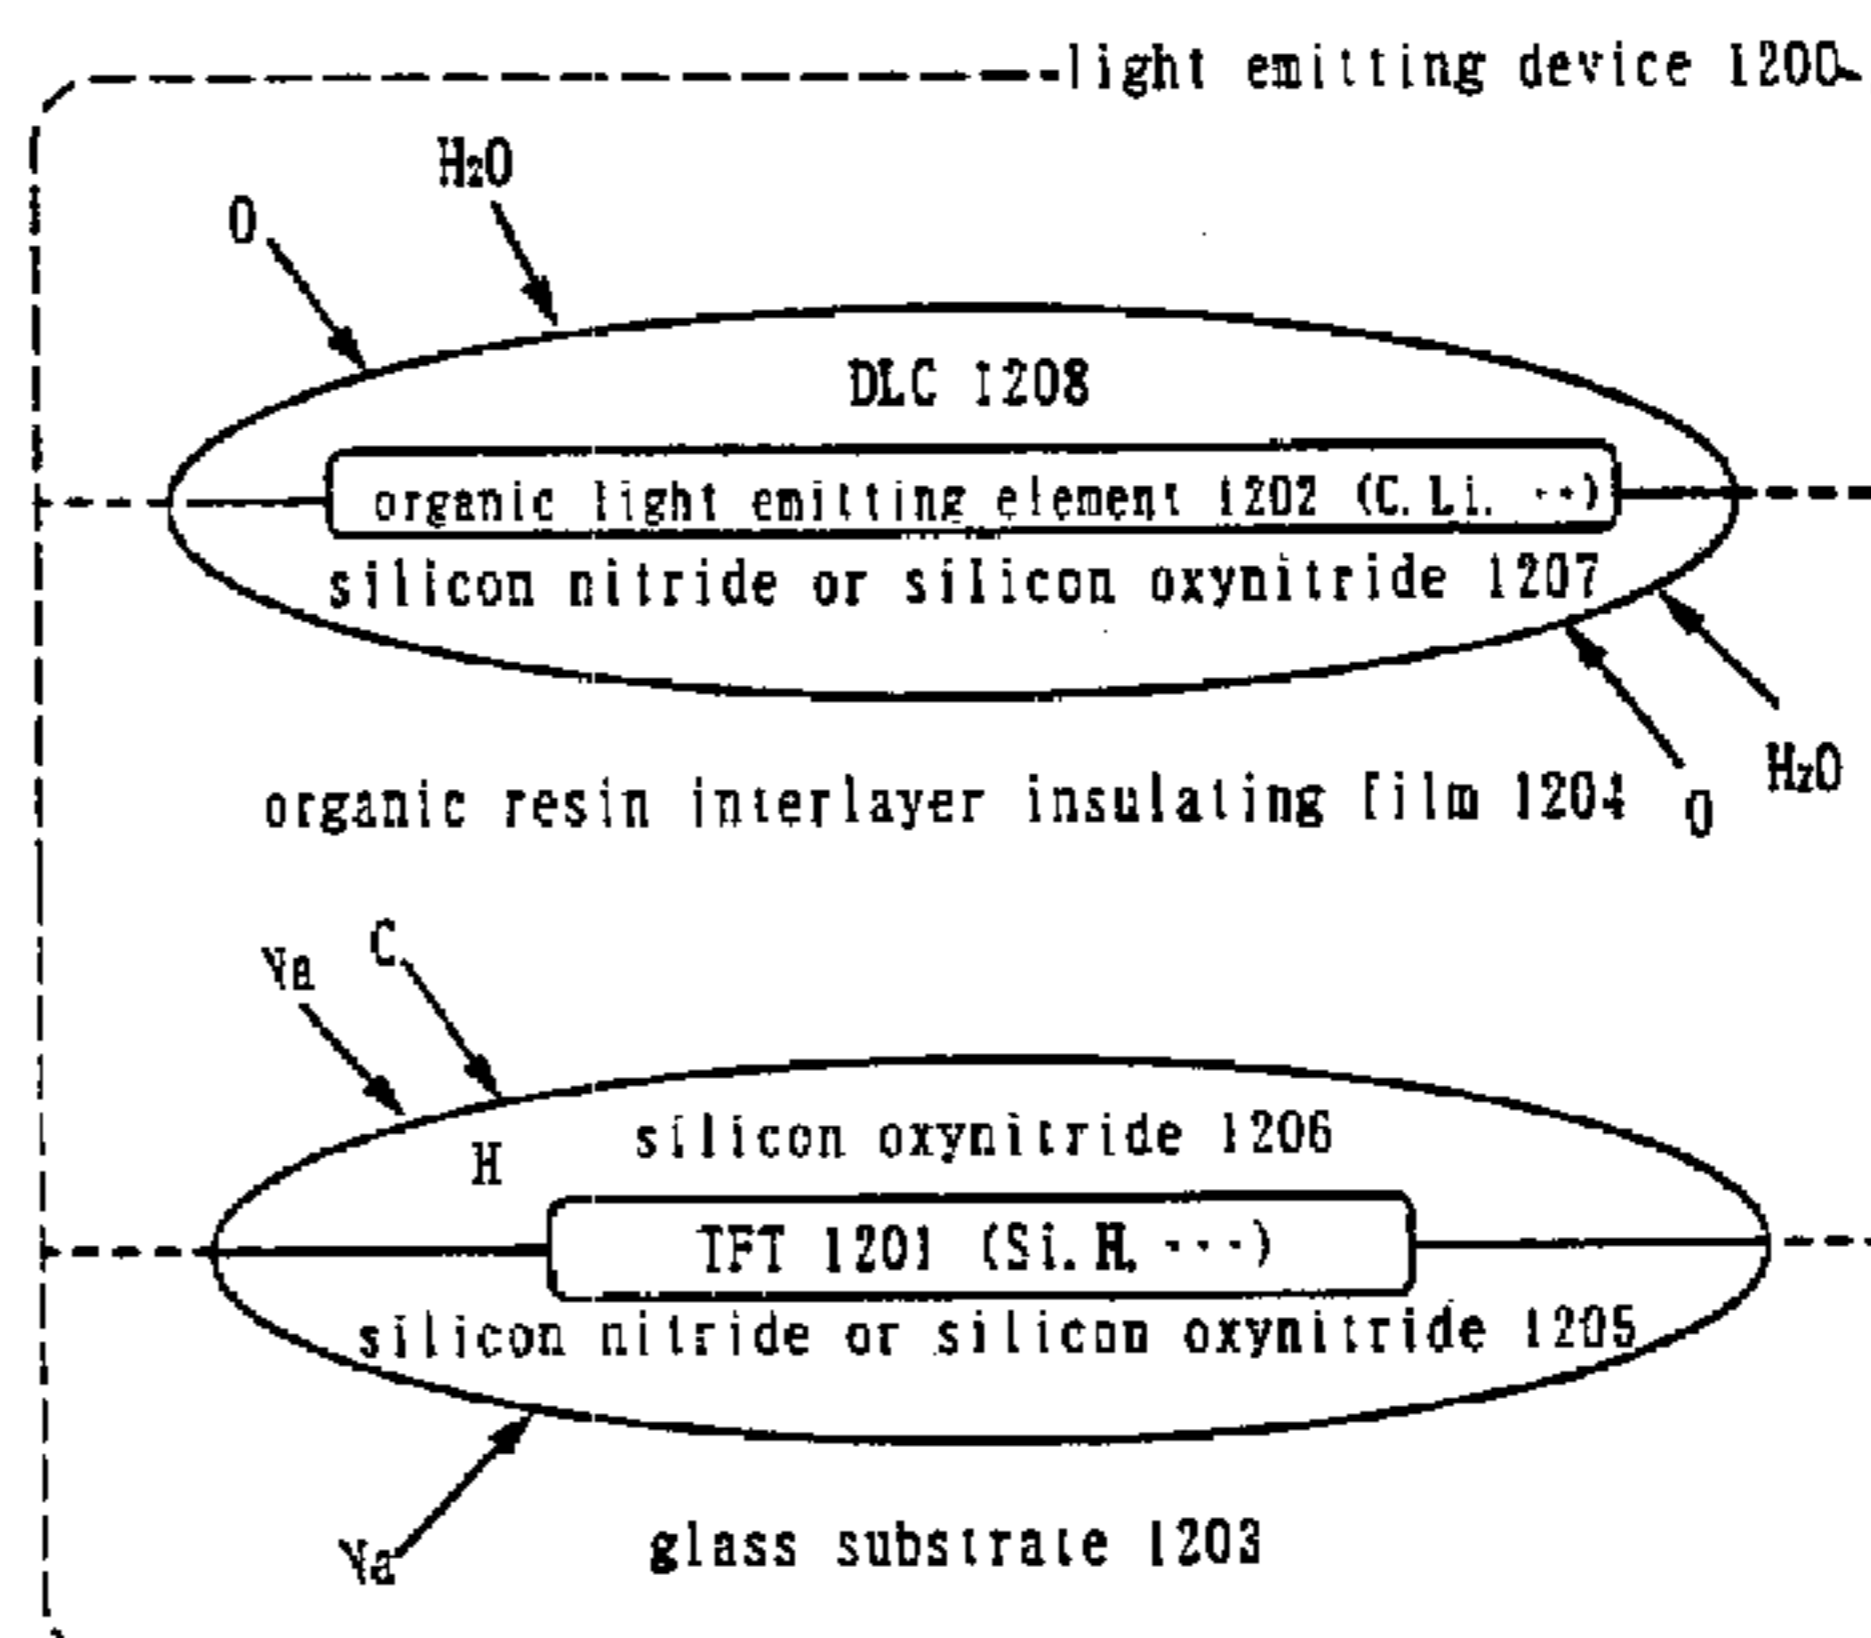 light emitting device 1200
H₂O
O
DLC 1208
organic light emitting element 1202 (C. Li. ··)
silicon nitride or silicon oxynitride 1207
H₂O
organic resin interlayer insulating film 1204
O
C
Na
silicon oxynitride 1206
H
TFT 1201 (Si. H, ···)
silicon nitride or silicon oxynitride 1205
glass substrate 1203
Na